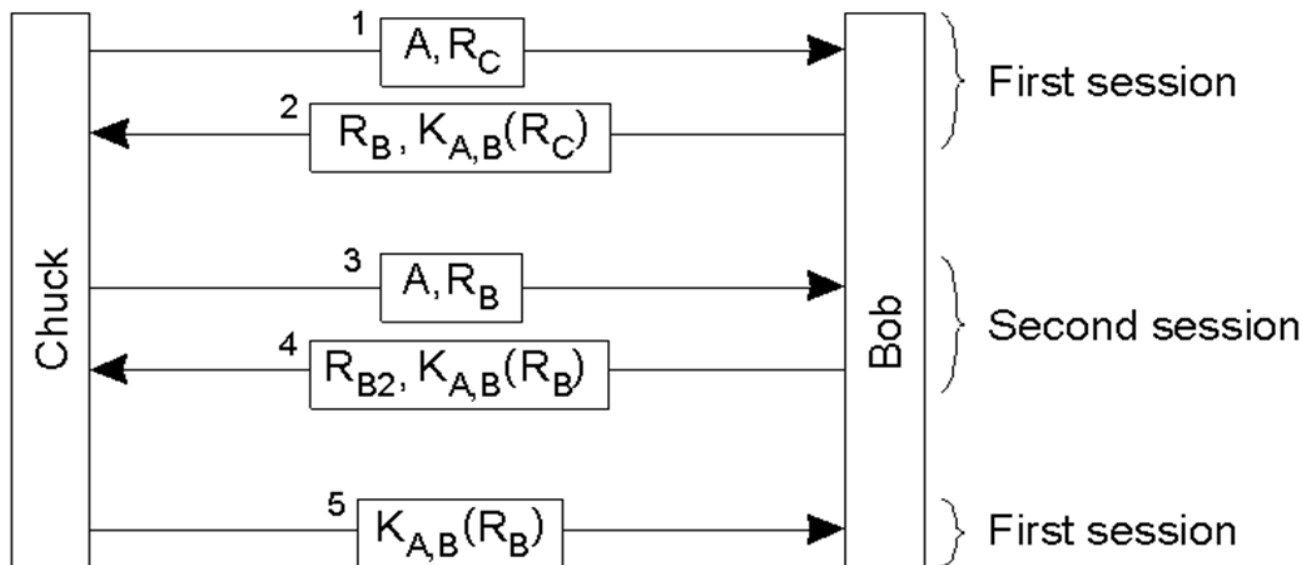 1
A, R_C
First session
2
R_B, K_A,B(R_C)
Chuck
Bob
3
A, R_B
Second session
4
R_B2, K_A,B(R_B)
5
K_A,B(R_B)
First session